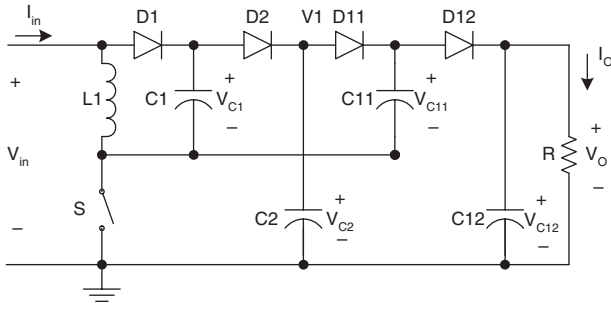 I_in D1 D2 V1 D11 D12
I_O
+ L1 C1 + V_C1 − C11 + V_C11 −
V_in
− S
C2 + V_C2 −
C12 + V_C12 −
R + V_O −